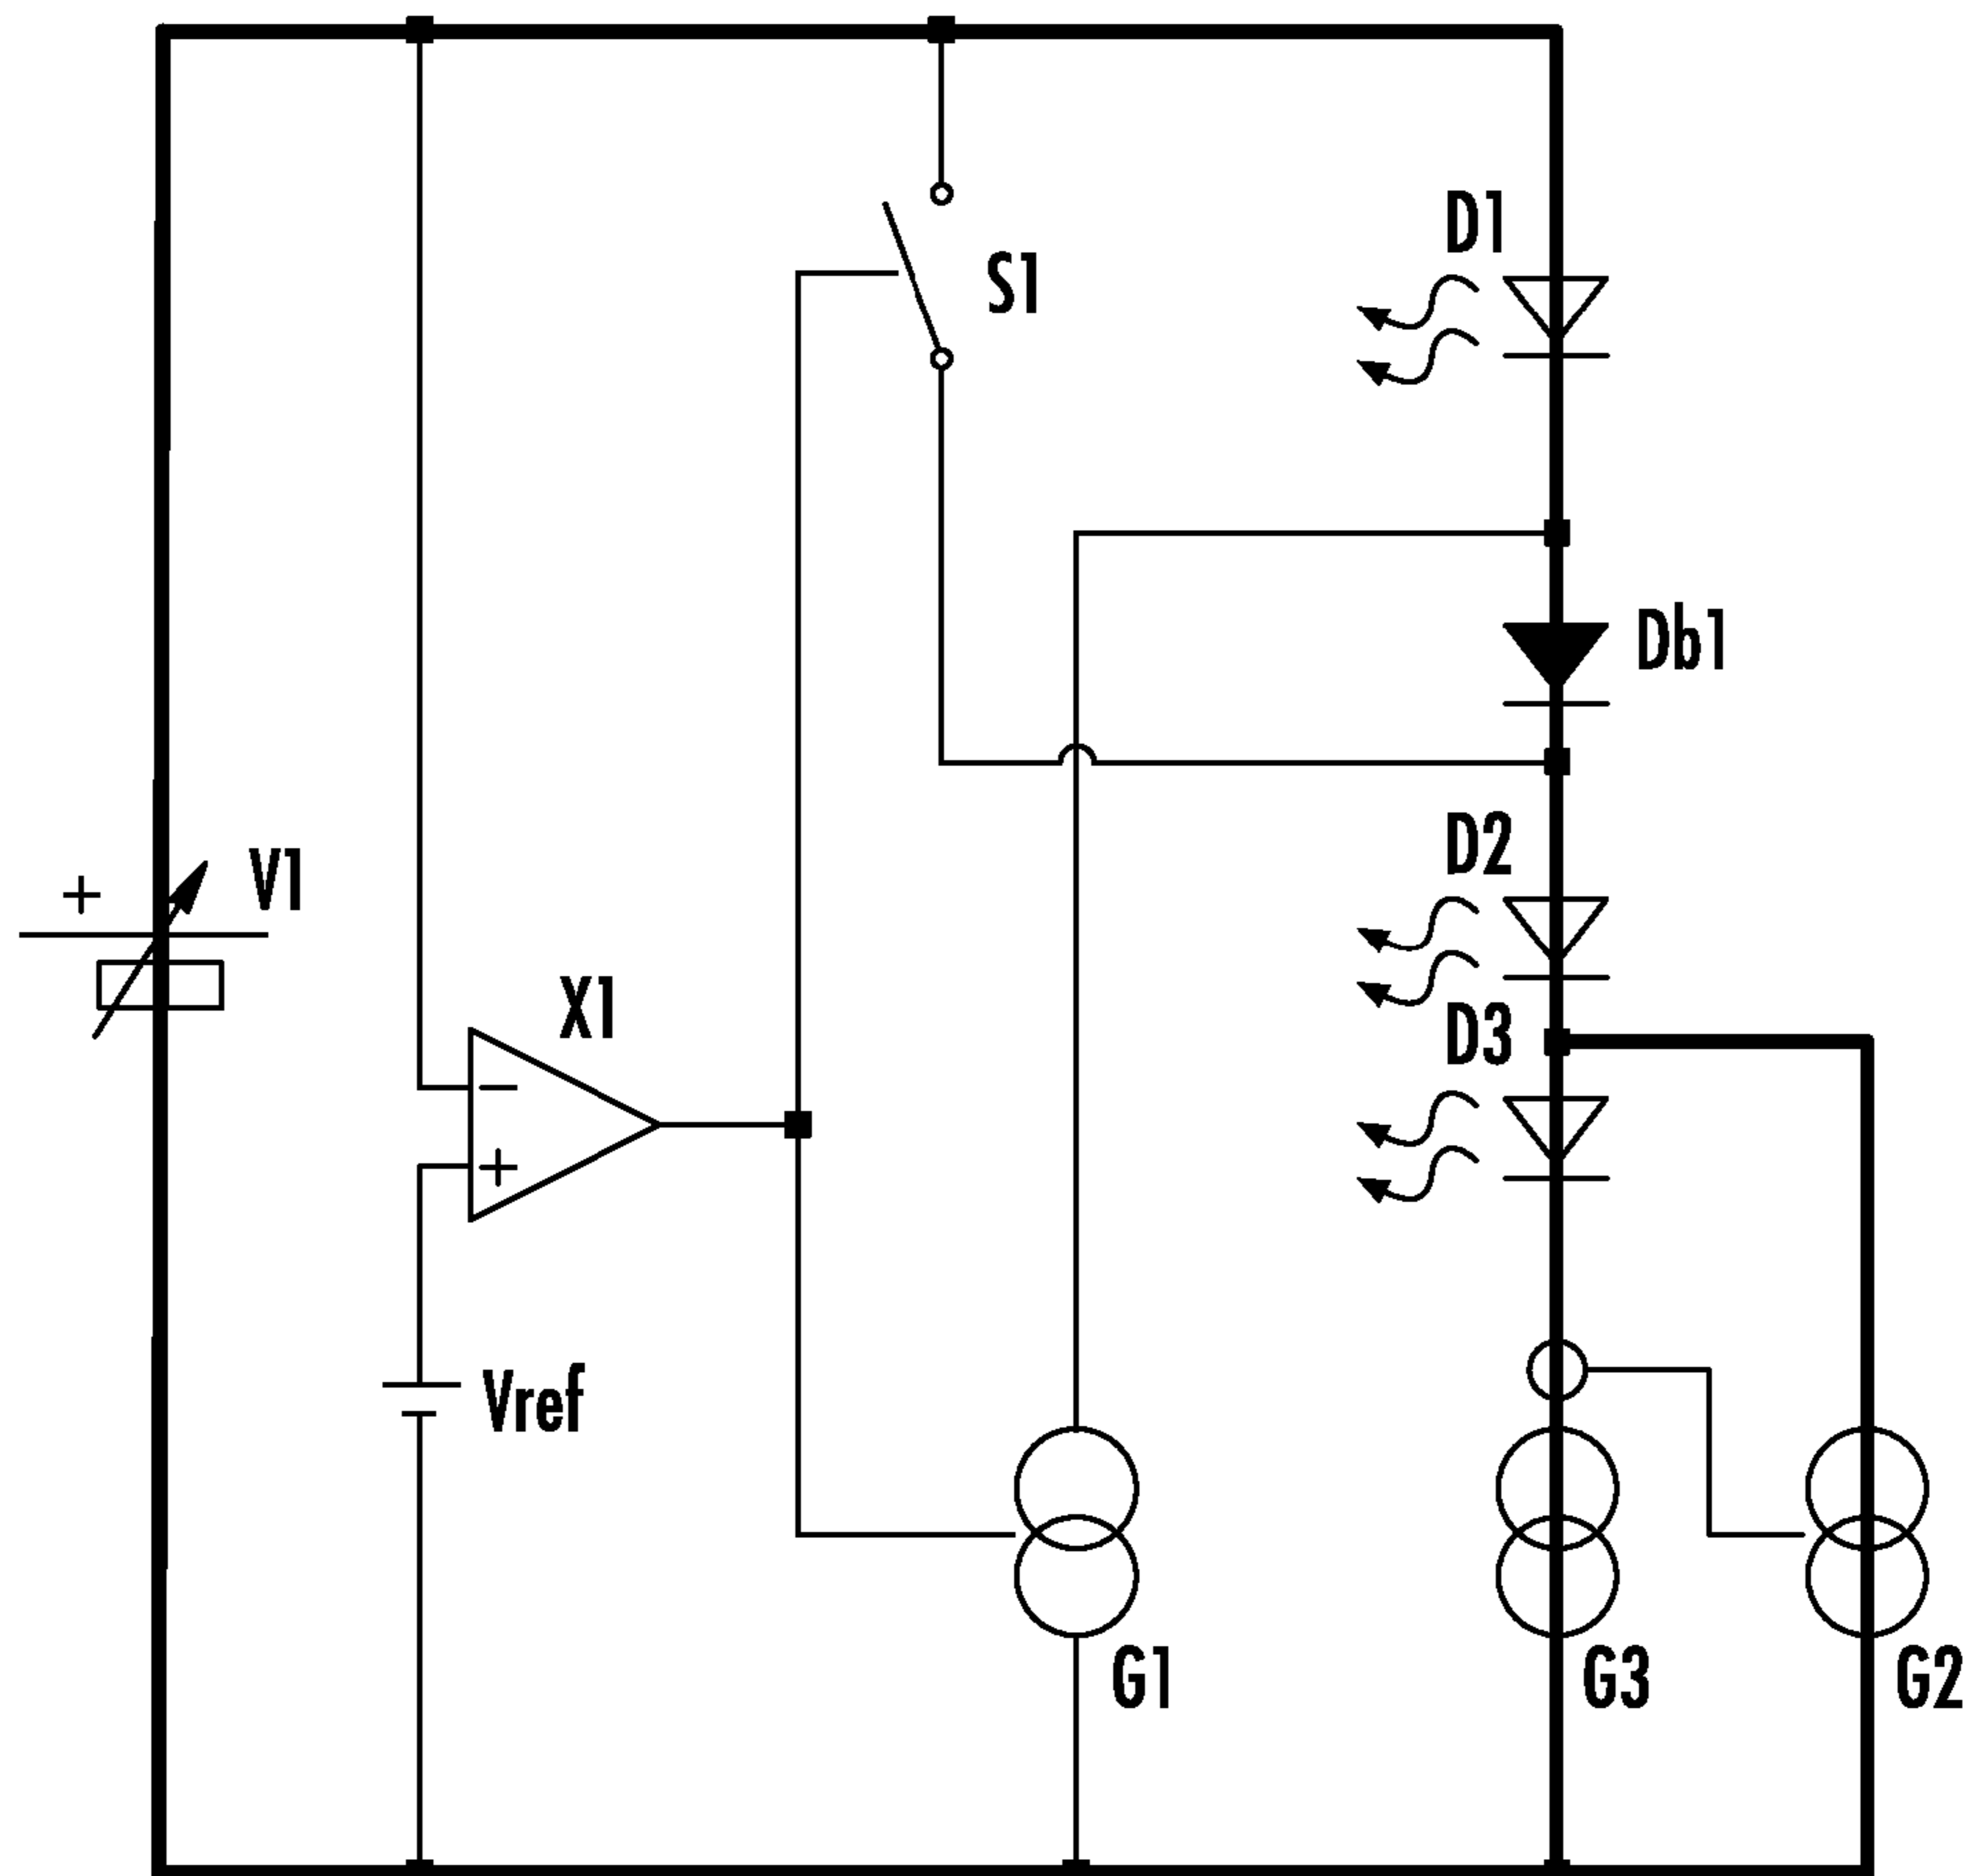 D1
S1
Db1
D2
+
V1
X1
−
D3
+
Vref
G1
G3
G2